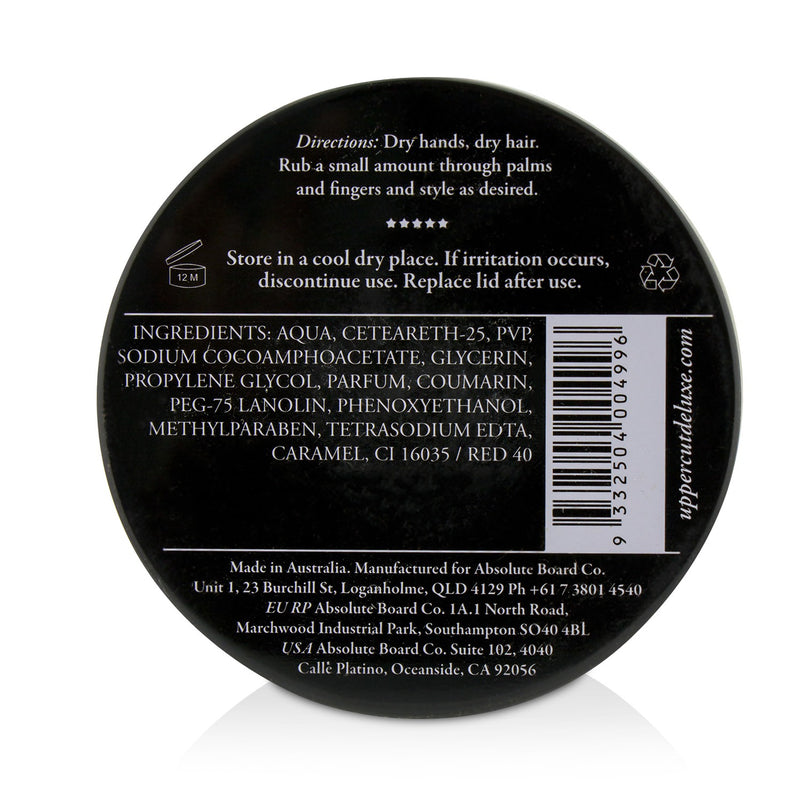 Directions: Dry hands, dry hair.
Rub a small amount through palms
and fingers and style as desired.
12 M
Store in a cool dry place. If irritation occurs,
discontinue use. Replace lid after use.
INGREDIENTS: AQUA, CETEARETH-25, PVP,
SODIUM COCOAMPHOACETATE, GLYCERIN,
PROPYLENE GLYCOL, PARFUM, COUMARIN,
PEG-75 LANOLIN, PHENOXYETHANOL,
METHYLPARABEN, TETRASODIUM EDTA,
CARAMEL, CI 16035 / RED 40
9 332504 004996
uppercutdeluxe.com
Made in Australia. Manufactured for Absolute Board Co.
Unit 1, 23 Burchill St, Loganholme, QLD 4129 Ph +61 7 3801 4540
EU RP Absolute Board Co. 1A.1 North Road,
Marchwood Industrial Park, Southampton SO40 4BL
USA Absolute Board Co. Suite 102, 4040
Calle Platino, Oceanside, CA 92056